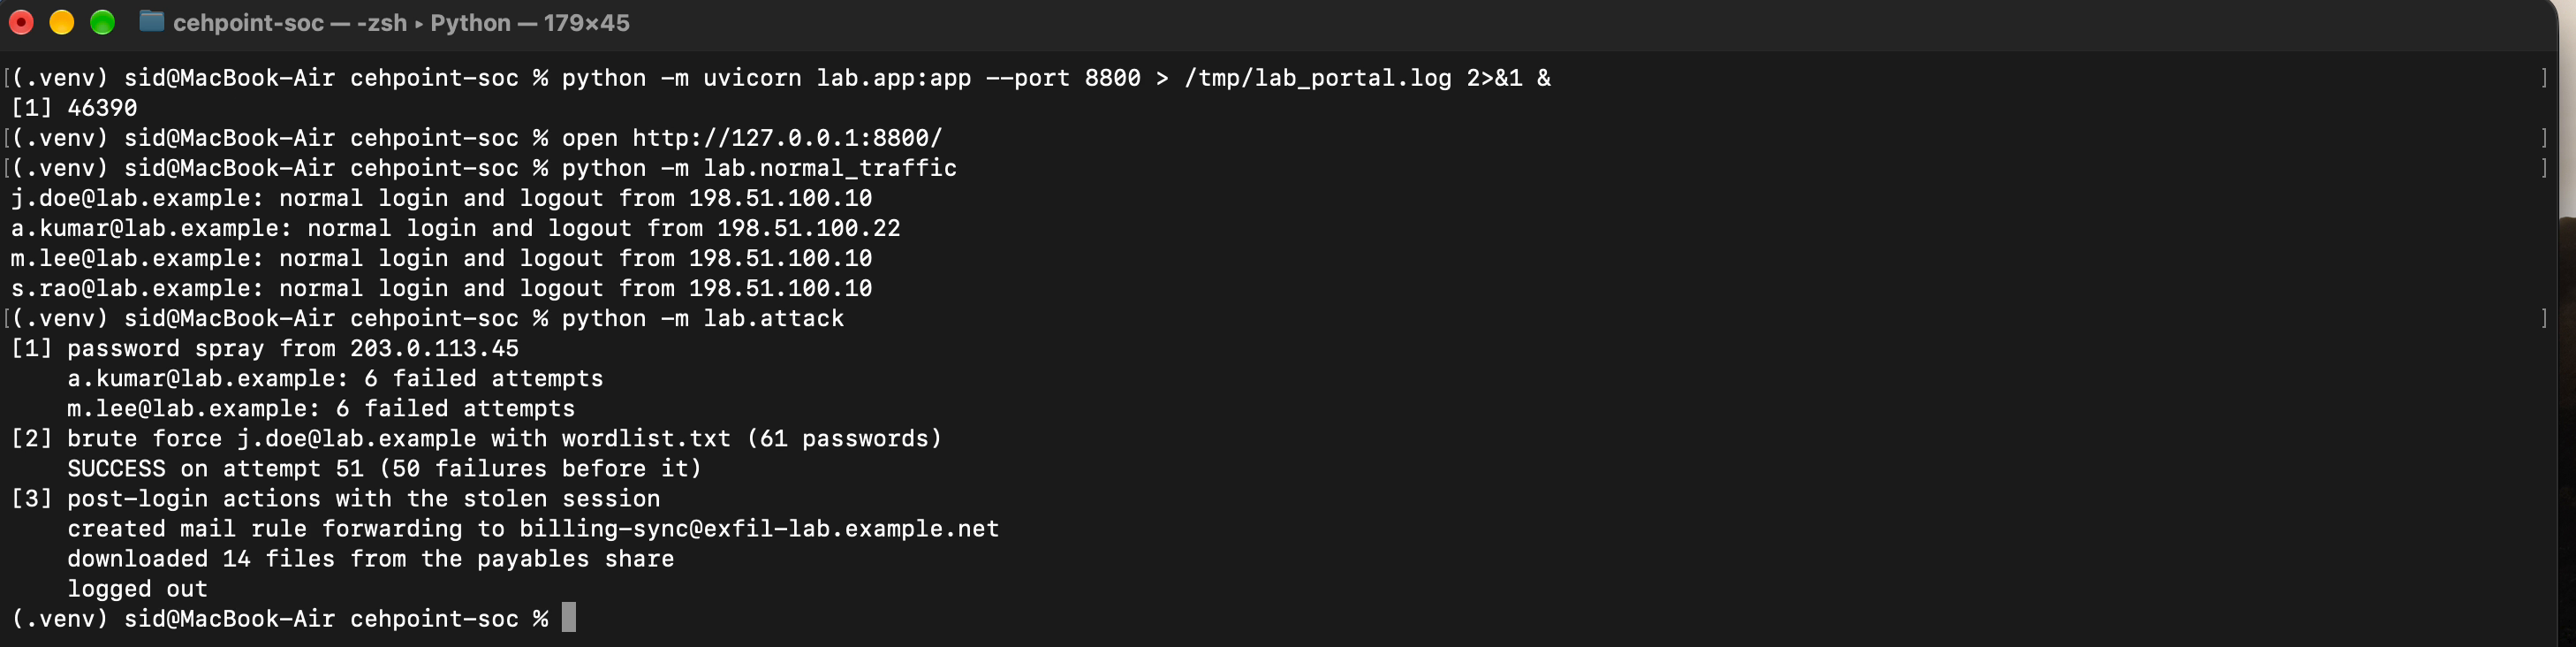 cehpoint-soc — -zsh ▸ Python — 179×45
[(.venv) sid@MacBook-Air cehpoint-soc % python -m uvicorn lab.app:app --port 8800 > /tmp/lab_portal.log 2>&1 & ]
[1] 46390
[(.venv) sid@MacBook-Air cehpoint-soc % open http://127.0.0.1:8800/ ]
[(.venv) sid@MacBook-Air cehpoint-soc % python -m lab.normal_traffic ]
j.doe@lab.example: normal login and logout from 198.51.100.10
a.kumar@lab.example: normal login and logout from 198.51.100.22
m.lee@lab.example: normal login and logout from 198.51.100.10
s.rao@lab.example: normal login and logout from 198.51.100.10
[(.venv) sid@MacBook-Air cehpoint-soc % python -m lab.attack ]
[1] password spray from 203.0.113.45
    a.kumar@lab.example: 6 failed attempts
    m.lee@lab.example: 6 failed attempts
[2] brute force j.doe@lab.example with wordlist.txt (61 passwords)
    SUCCESS on attempt 51 (50 failures before it)
[3] post-login actions with the stolen session
    created mail rule forwarding to billing-sync@exfil-lab.example.net
    downloaded 14 files from the payables share
    logged out
(.venv) sid@MacBook-Air cehpoint-soc %